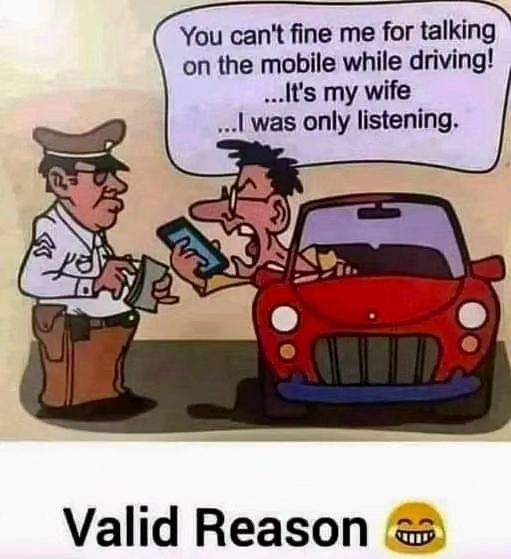 You can't fine me for talking
on the mobile while driving!
...It's my wife
...I was only listening.
Valid Reason 😂